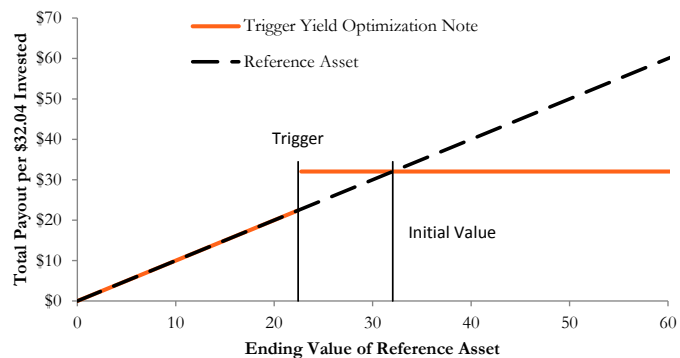 Trigger Yield Optimization Note
Reference Asset
Total Payout per $32.04 Invested
$70
$60
$50
$40
$30
$20
$10
$0
Trigger
Initial Value
0
10
20
30
40
50
60
Ending Value of Reference Asset